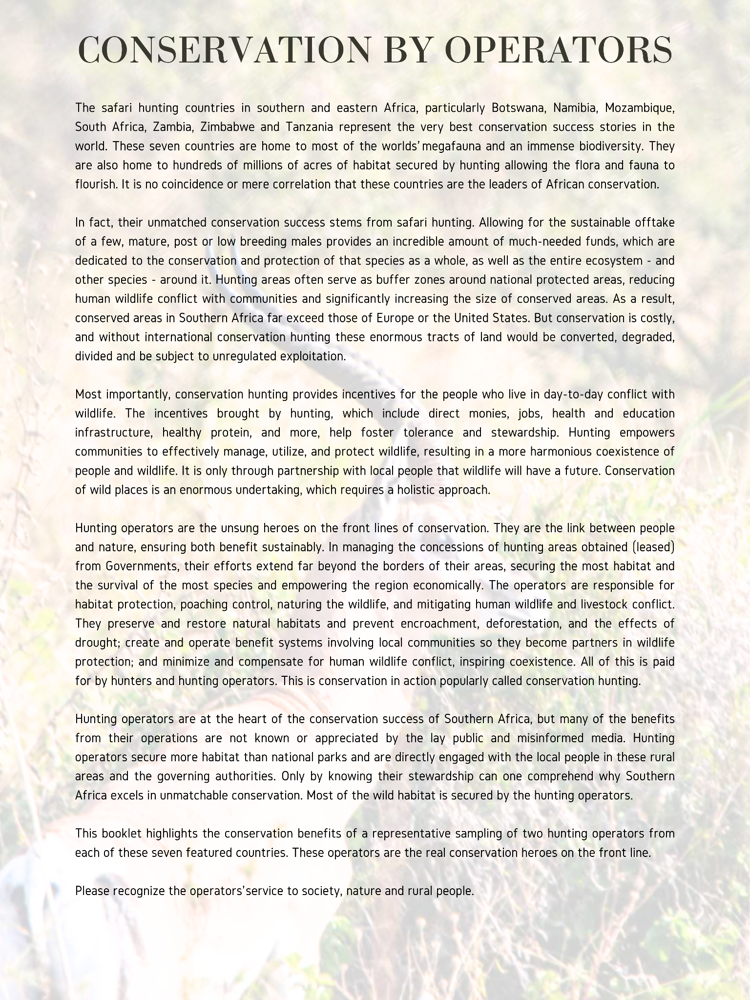 CONSERVATION BY OPERATORS
The safari hunting countries in southern and eastern Africa, particularly Botswana, Namibia, Mozambique,
South Africa, Zambia, Zimbabwe and Tanzania represent the very best conservation success stories in the
world. These seven countries are home to most of the worlds’ megafauna and an immense biodiversity. They
are also home to hundreds of millions of acres of habitat secured by hunting allowing the flora and fauna to
flourish. It is no coincidence or mere correlation that these countries are the leaders of African conservation.
In fact, their unmatched conservation success stems from safari hunting. Allowing for the sustainable offtake
of a few, mature, post or low breeding males provides an incredible amount of much-needed funds, which are
dedicated to the conservation and protection of that species as a whole, as well as the entire ecosystem - and
other species - around it. Hunting areas often serve as buffer zones around national protected areas, reducing
human wildlife conflict with communities and significantly increasing the size of conserved areas. As a result,
conserved areas in Southern Africa far exceed those of Europe or the United States. But conservation is costly,
and without international conservation hunting these enormous tracts of land would be converted, degraded,
divided and be subject to unregulated exploitation.
Most importantly, conservation hunting provides incentives for the people who live in day-to-day conflict with
wildlife. The incentives brought by hunting, which include direct monies, jobs, health and education
infrastructure, healthy protein, and more, help foster tolerance and stewardship. Hunting empowers
communities to effectively manage, utilize, and protect wildlife, resulting in a more harmonious coexistence of
people and wildlife. It is only through partnership with local people that wildlife will have a future. Conservation
of wild places is an enormous undertaking, which requires a holistic approach.
Hunting operators are the unsung heroes on the front lines of conservation. They are the link between people
and nature, ensuring both benefit sustainably. In managing the concessions of hunting areas obtained (leased)
from Governments, their efforts extend far beyond the borders of their areas, securing the most habitat and
the survival of the most species and empowering the region economically. The operators are responsible for
habitat protection, poaching control, naturing the wildlife, and mitigating human wildlife and livestock conflict.
They preserve and restore natural habitats and prevent encroachment, deforestation, and the effects of
drought; create and operate benefit systems involving local communities so they become partners in wildlife
protection; and minimize and compensate for human wildlife conflict, inspiring coexistence. All of this is paid
for by hunters and hunting operators. This is conservation in action popularly called conservation hunting.
Hunting operators are at the heart of the conservation success of Southern Africa, but many of the benefits
from their operations are not known or appreciated by the lay public and misinformed media. Hunting
operators secure more habitat than national parks and are directly engaged with the local people in these rural
areas and the governing authorities. Only by knowing their stewardship can one comprehend why Southern
Africa excels in unmatchable conservation. Most of the wild habitat is secured by the hunting operators.
This booklet highlights the conservation benefits of a representative sampling of two hunting operators from
each of these seven featured countries. These operators are the real conservation heroes on the front line.
Please recognize the operators’ service to society, nature and rural people.